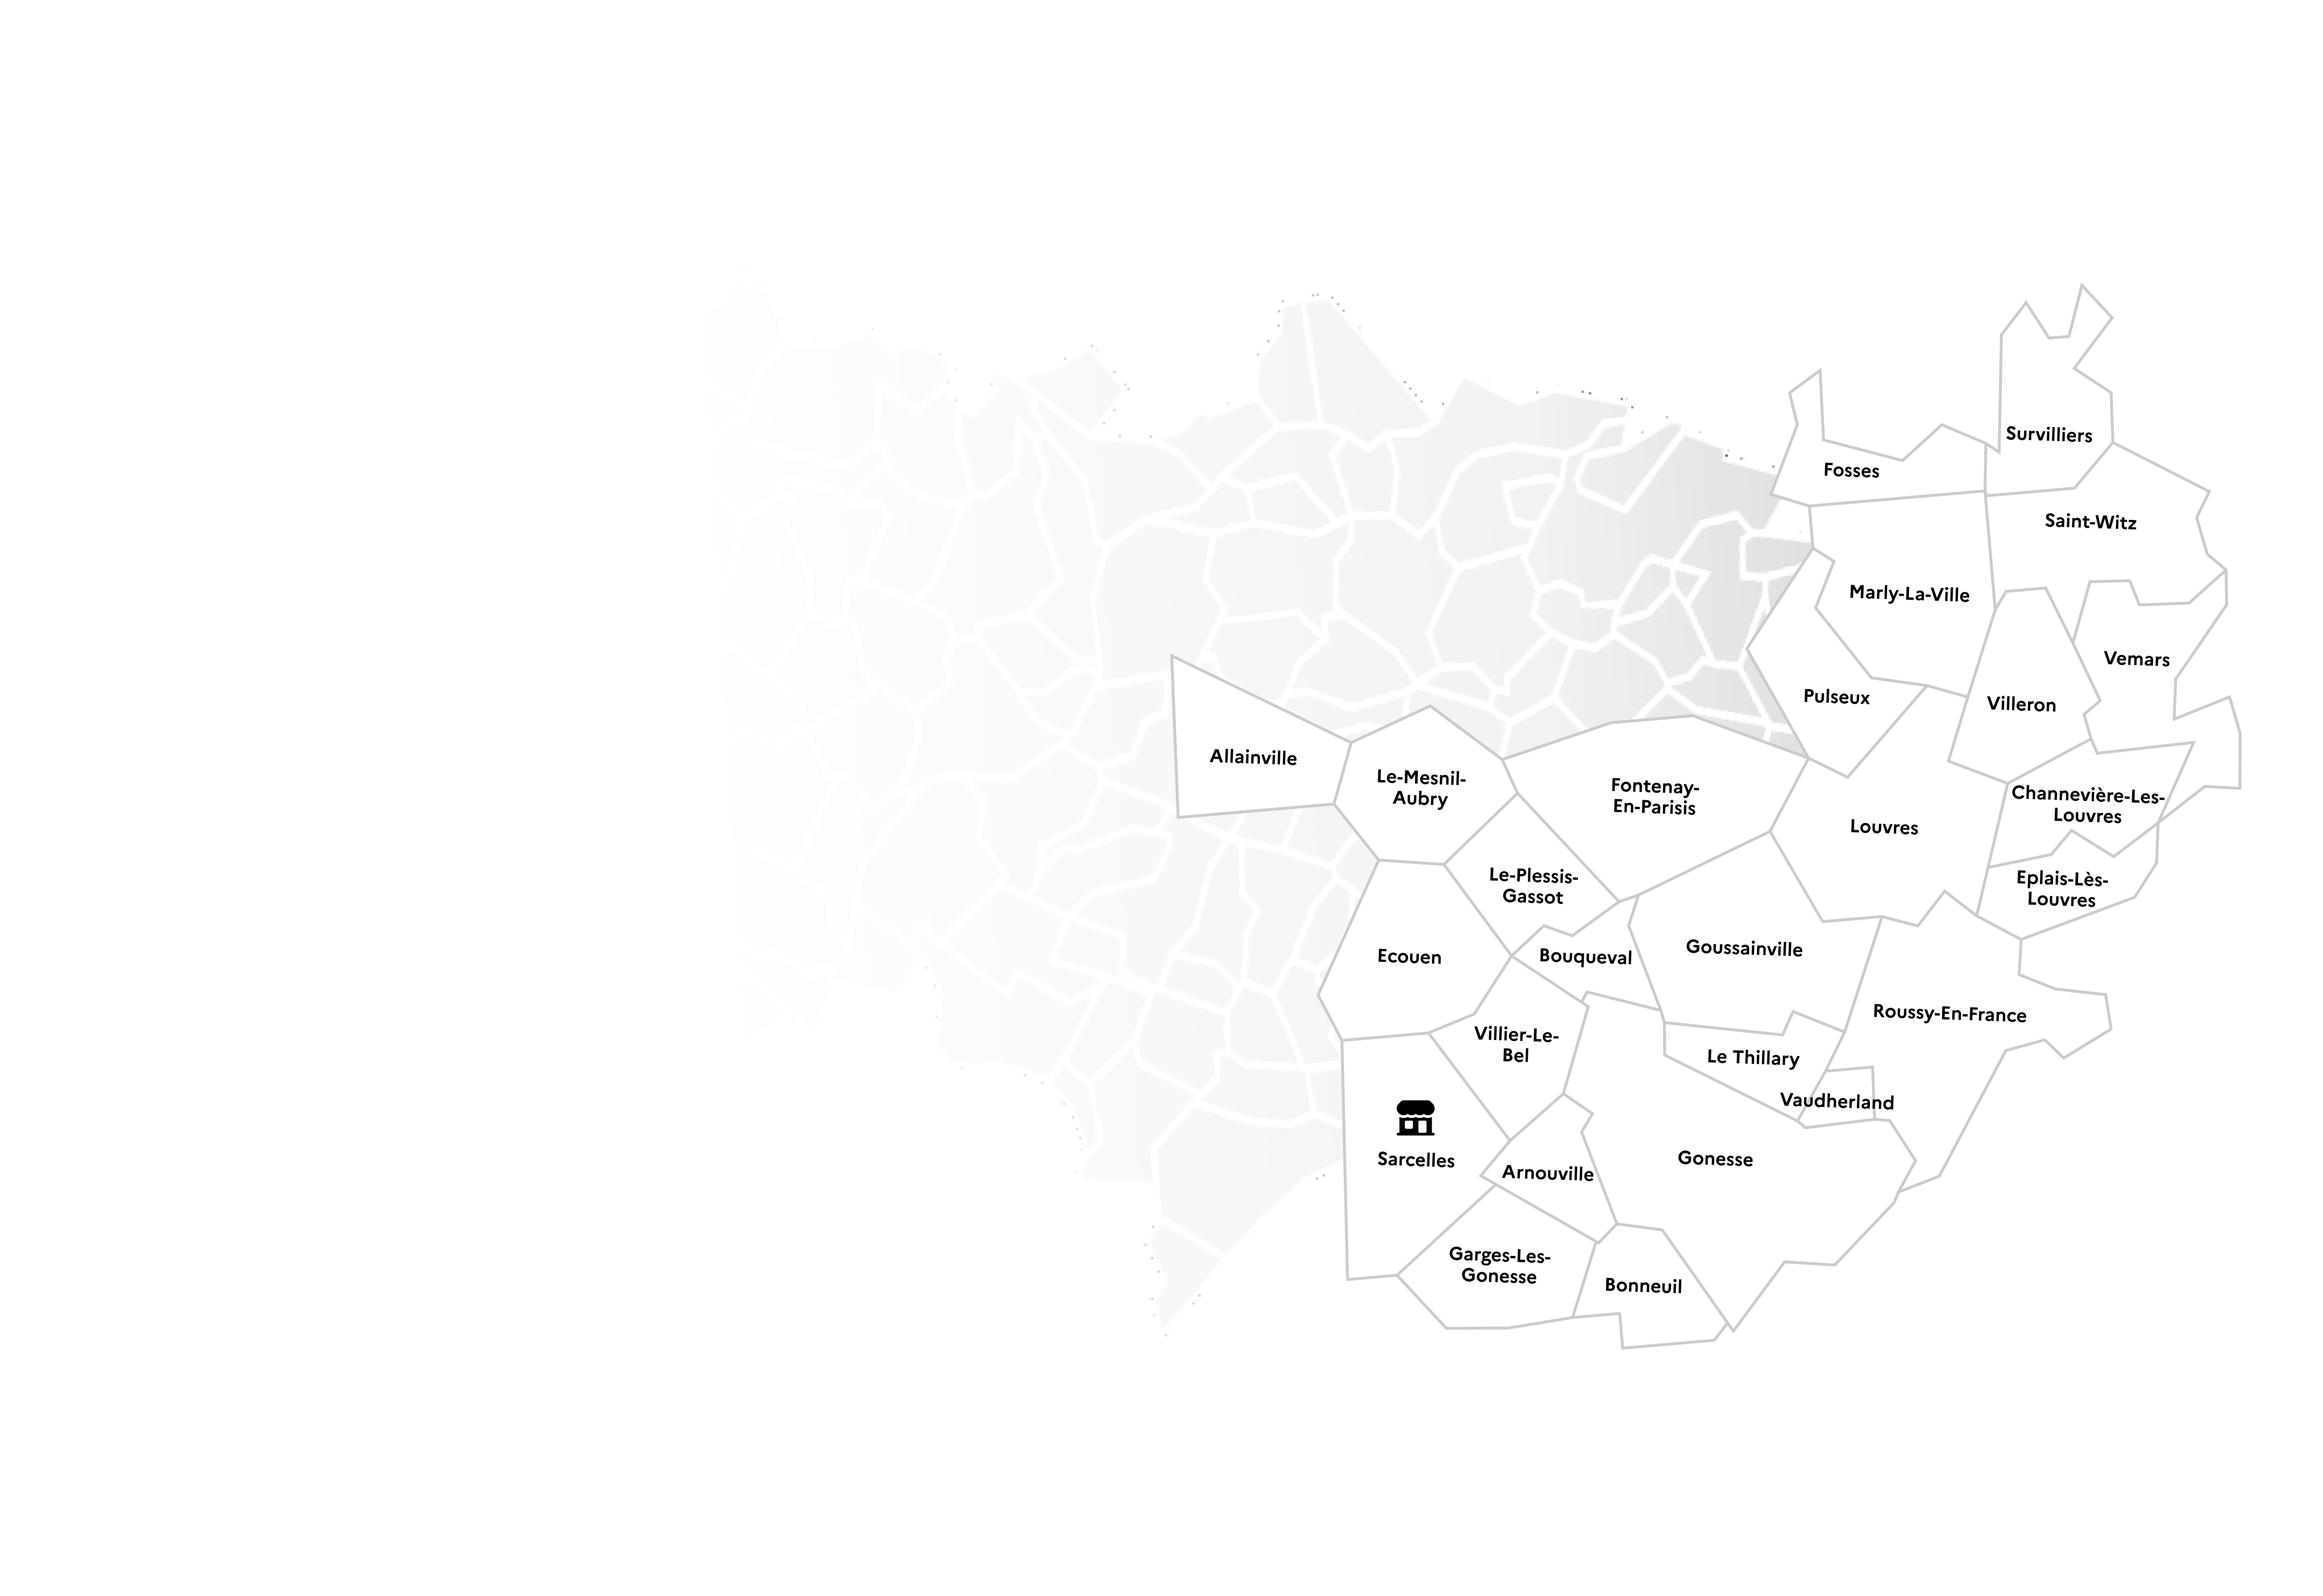 Survilliers
Fosses
Saint-Witz
Marly-La-Ville
Vemars
Pulseux
Villeron
Allainville
Le-Mesnil-
Aubry
Fontenay-
En-Parisis
Channevière-Les-
Louvres
Louvres
Le-Plessis-
Gassot
Eplais-Lès-
Louvres
Ecouen
Bouqueval
Goussainville
Roussy-En-France
Villier-Le-
Bel
Le Thillary
Vaudherland
Sarcelles
Arnouville
Gonesse
Garges-Les-
Gonesse
Bonneuil